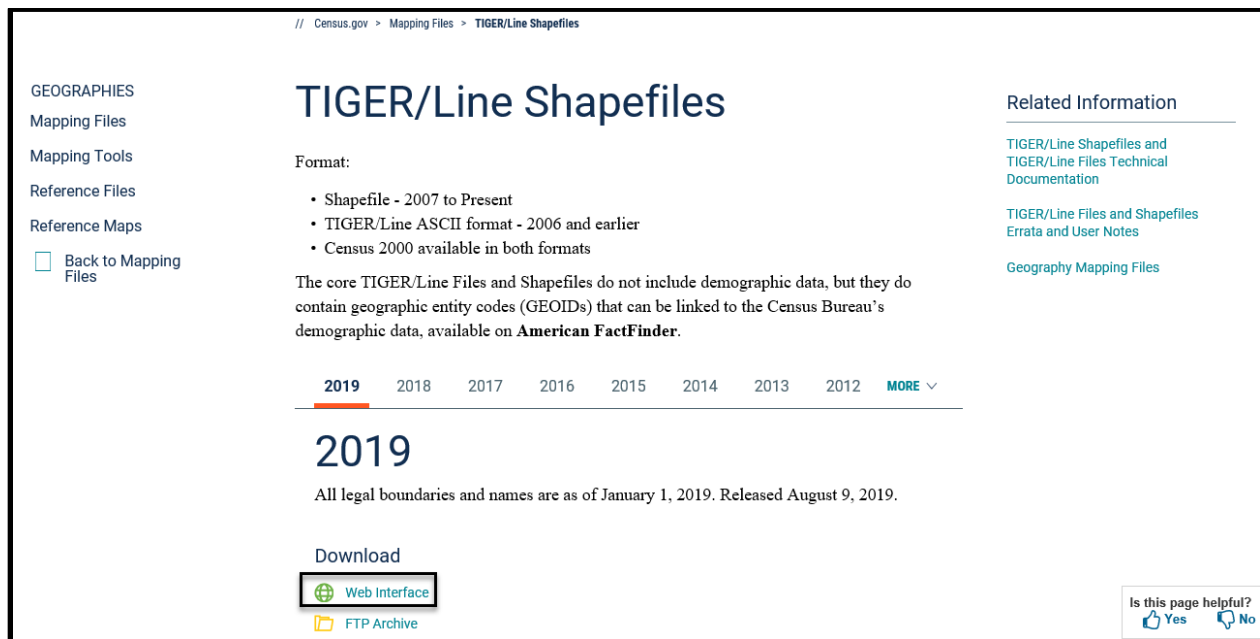 // Census.gov > Mapping Files > TIGER/Line Shapefiles
GEOGRAPHIES
Mapping Files
Mapping Tools
Reference Files
Reference Maps
Back to Mapping
Files
TIGER/Line Shapefiles
Format:
• Shapefile - 2007 to Present
• TIGER/Line ASCII format - 2006 and earlier
• Census 2000 available in both formats
The core TIGER/Line Files and Shapefiles do not include demographic data, but they do
contain geographic entity codes (GEOIDs) that can be linked to the Census Bureau’s
demographic data, available on American FactFinder.
2019 2018 2017 2016 2015 2014 2013 2012 MORE
2019
All legal boundaries and names are as of January 1, 2019. Released August 9, 2019.
Download
Web Interface
FTP Archive
Related Information
TIGER/Line Shapefiles and
TIGER/Line Files Technical
Documentation
TIGER/Line Files and Shapefiles
Errata and User Notes
Geography Mapping Files
Is this page helpful?
Yes No